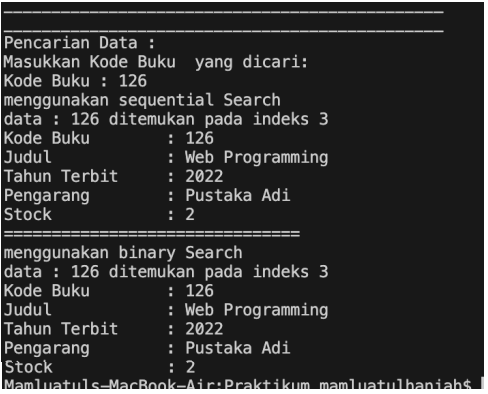 Pencarian Data :
Masukkan Kode Buku  yang dicari:
Kode Buku : 126
menggunakan sequential Search
data : 126 ditemukan pada indeks 3
Kode Buku        : 126
Judul            : Web Programming
Tahun Terbit     : 2022
Pengarang        : Pustaka Adi
Stock            : 2
================================
menggunakan binary Search
data : 126 ditemukan pada indeks 3
Kode Buku        : 126
Judul            : Web Programming
Tahun Terbit     : 2022
Pengarang        : Pustaka Adi
Stock            : 2
Mamluatuls-MacBook-Air:Praktikum mamluatulhaniah$